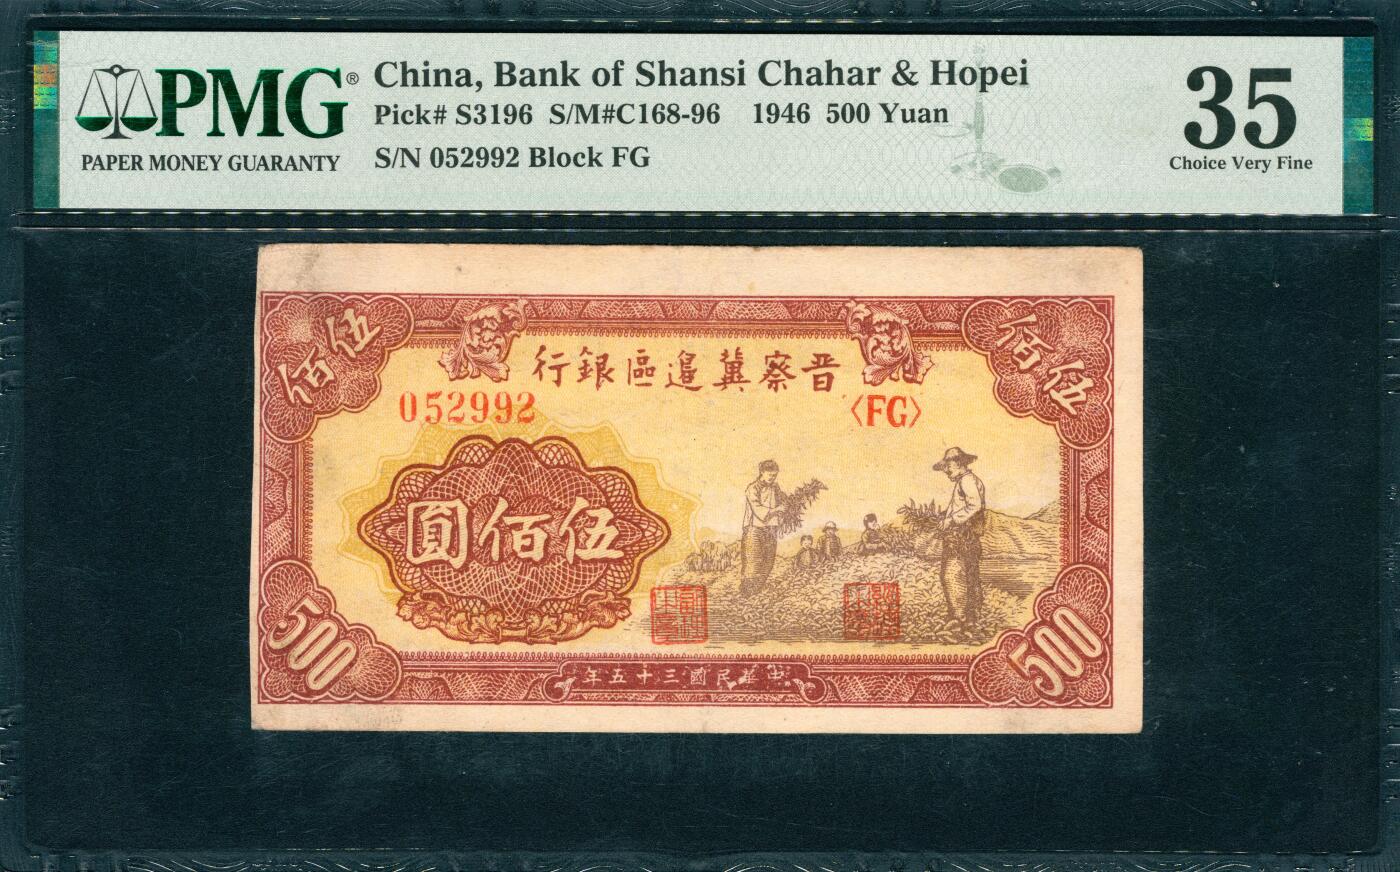 PMG®
PAPER MONEY GUARANTY
China, Bank of Shansi Chahar & Hopei
Pick# S3196 S/M#C168-96 1946 500 Yuan
S/N 052992 Block FG
35
Choice Very Fine
伍佰
伍佰
晋察冀邊區銀行
052992
〈FG〉
伍佰圓
500
500
中華民國三十五年